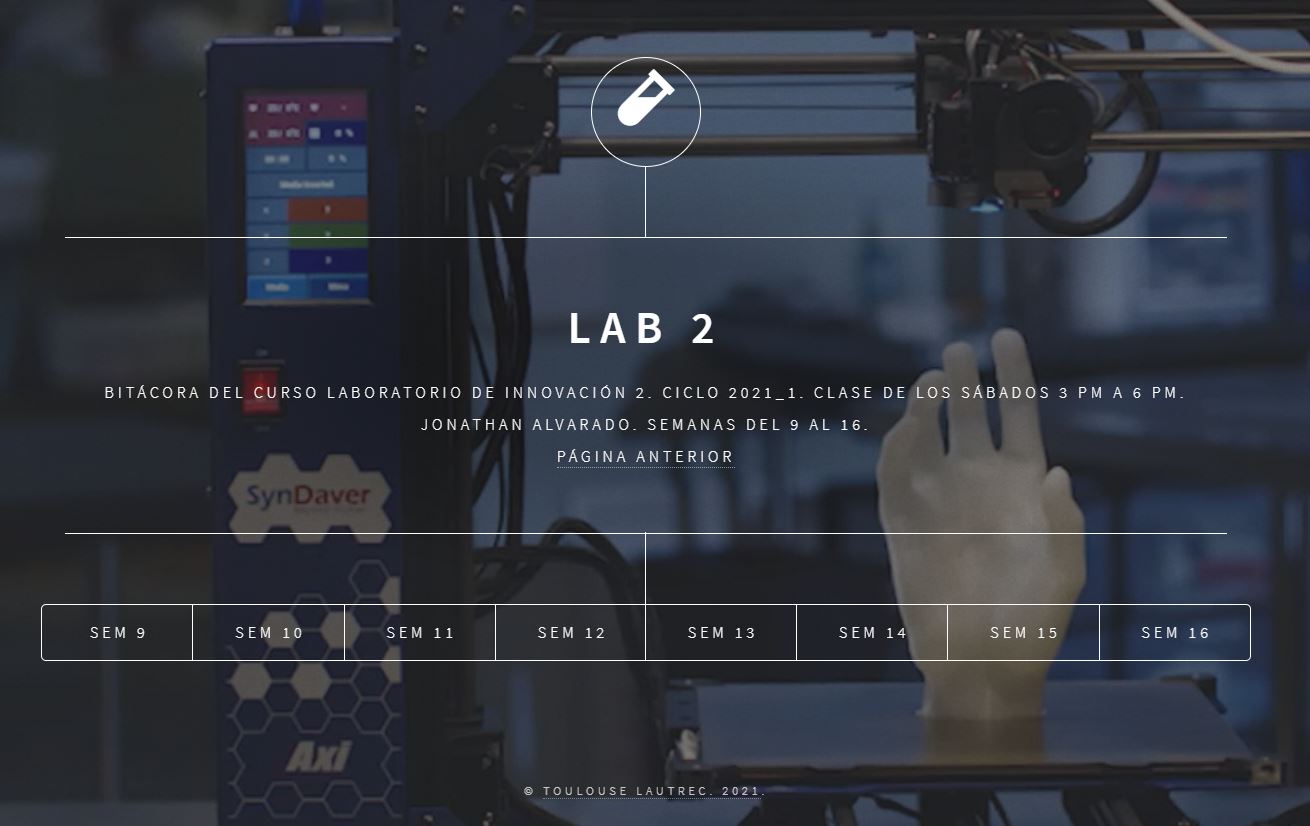 LAB 2
BITÁCORA DEL CURSO LABORATORIO DE INNOVACIÓN 2. CICLO 2021_1. CLASE DE LOS SÁBADOS 3 PM A 6 PM.
JONATHAN ALVARADO. SEMANAS DEL 9 AL 16.
PÁGINA ANTERIOR
SynDaver
SEM 9 SEM 10 SEM 11 SEM 12 SEM 13 SEM 14 SEM 15 SEM 16
Axi
© TOULOUSE LAUTREC. 2021.